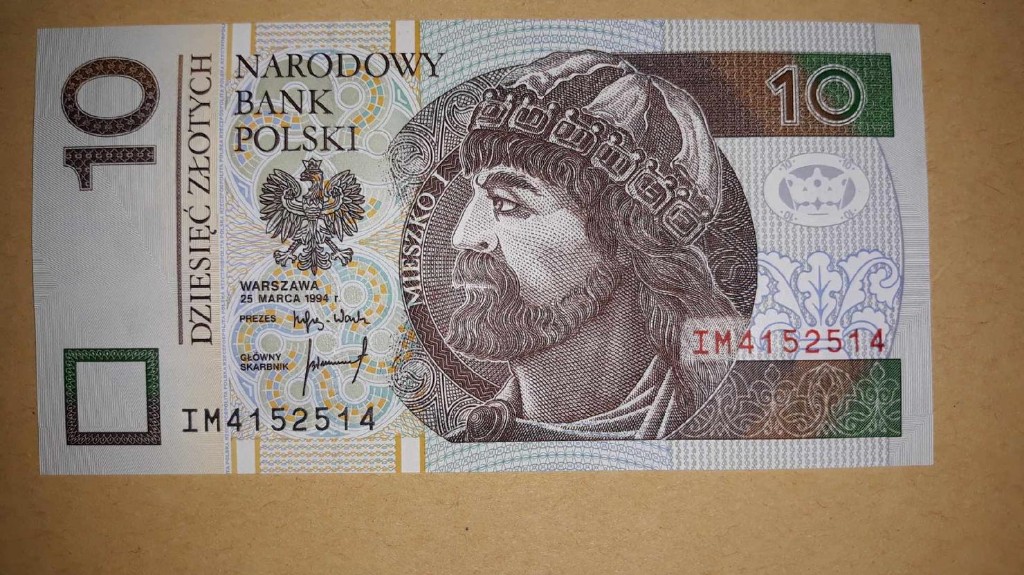 10
DZIESIĘĆ ZŁOTYCH
NARODOWY
BANK
POLSKI
WARSZAWA
25 MARCA 1994 r.
PREZES
GŁÓWNY
SKARBNIK
IM4152514
MIESZKO I
10
IM4152514